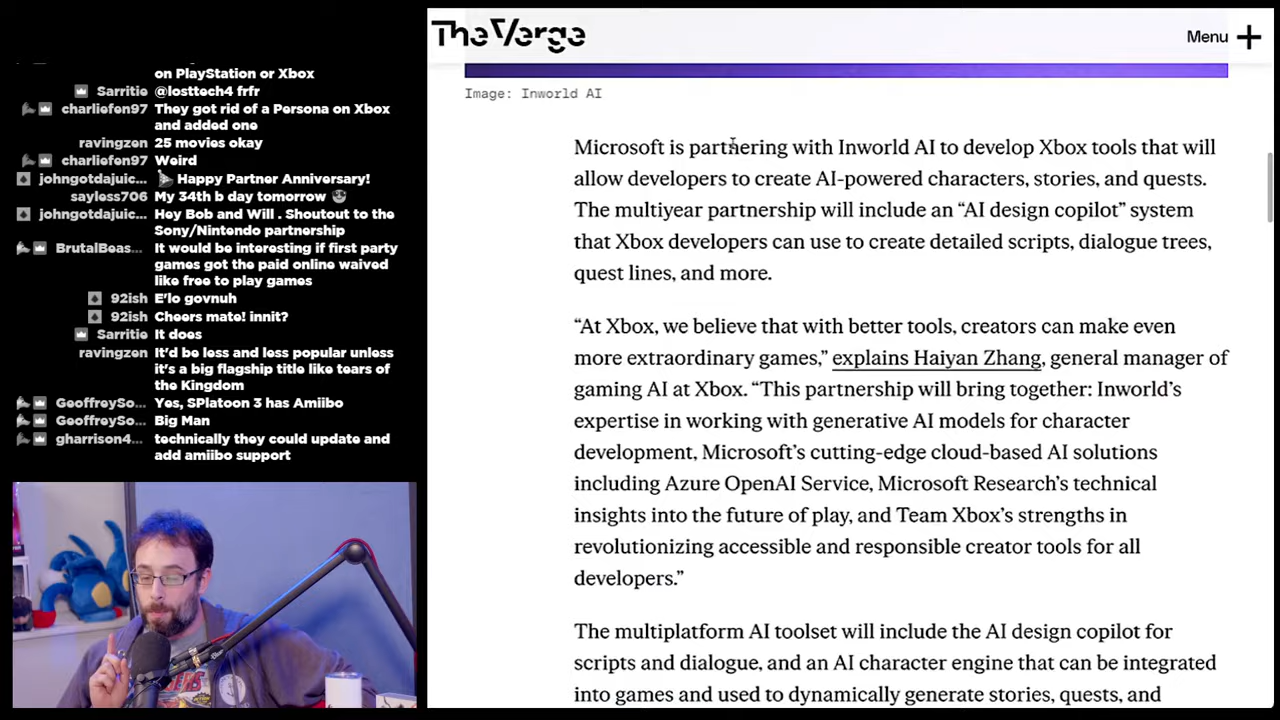 on PlayStation or Xbox
Sarritie @losttech4 frfr
charliefen97 They got rid of a Persona on Xbox
and added one
ravingzen 25 movies okay
charliefen97 Weird
johngotdajuic... Happy Partner Anniversary!
sayless706 My 34th b day tomorrow
johngotdajuic... Hey Bob and Will . Shoutout to the
Sony/Nintendo partnership
BrutalBeas... It would be interesting if first party
games got the paid online waived
like free to play games
92ish E'lo govnuh
92ish Cheers mate! innit?
Sarritie It does
ravingzen It'd be less and less popular unless
it's a big flagship title like tears of
the Kingdom
GeoffreySo... Yes, SPlatoon 3 has Amiibo
GeoffreySo... Big Man
gharrison4... technically they could update and
add amiibo support
The Verge
Menu
Image: Inworld AI
Microsoft is partnering with Inworld AI to develop Xbox tools that will
allow developers to create AI-powered characters, stories, and quests.
The multiyear partnership will include an “AI design copilot” system
that Xbox developers can use to create detailed scripts, dialogue trees,
quest lines, and more.
“At Xbox, we believe that with better tools, creators can make even
more extraordinary games,” explains Haiyan Zhang, general manager of
gaming AI at Xbox. “This partnership will bring together: Inworld’s
expertise in working with generative AI models for character
development, Microsoft’s cutting-edge cloud-based AI solutions
including Azure OpenAI Service, Microsoft Research’s technical
insights into the future of play, and Team Xbox’s strengths in
revolutionizing accessible and responsible creator tools for all
developers.”
The multiplatform AI toolset will include the AI design copilot for
scripts and dialogue, and an AI character engine that can be integrated
into games and used to dynamically generate stories, quests, and